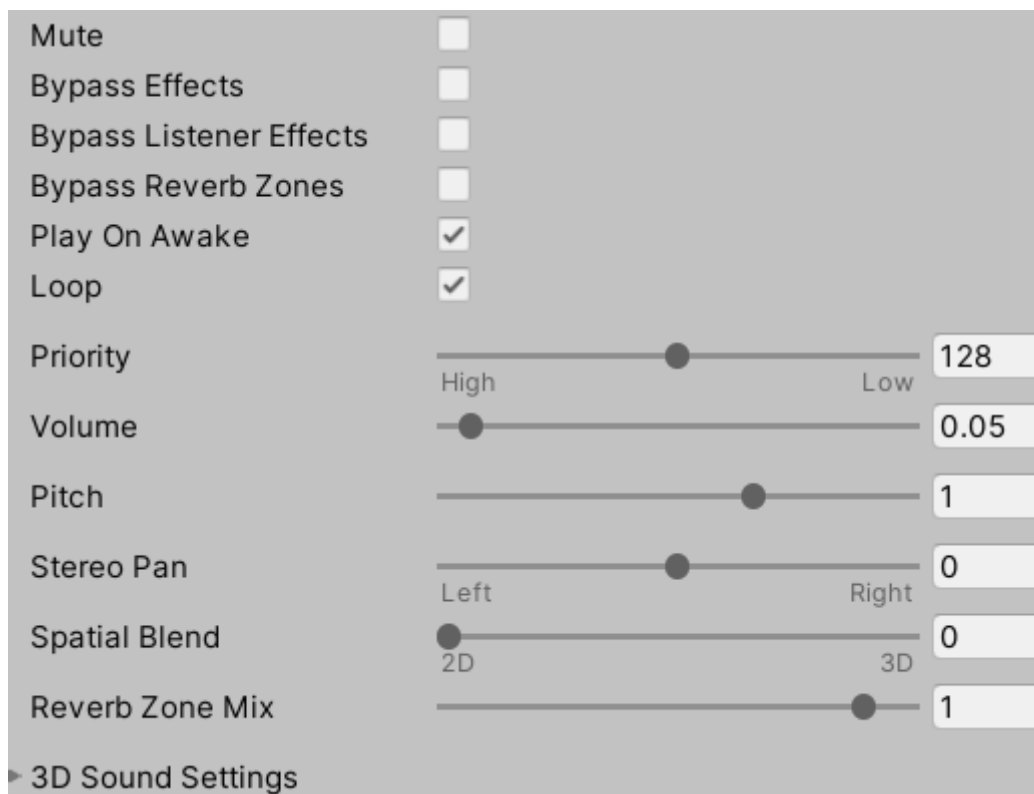 Mute
Bypass Effects
Bypass Listener Effects
Bypass Reverb Zones
Play On Awake
Loop
Priority 128
High Low
Volume 0.05
Pitch 1
Stereo Pan 0
Left Right
Spatial Blend 0
2D 3D
Reverb Zone Mix 1
3D Sound Settings